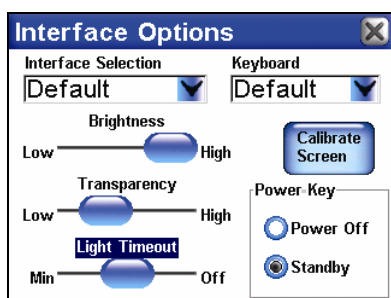 Interface Options
Interface Selection Keyboard
Default Default
Brightness
Low High
Calibrate
Screen
Transparency
Low High
Power Key
Power Off
Light Timeout
Min Off
Standby